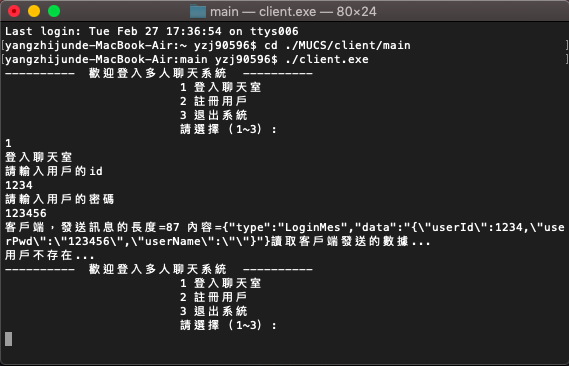 main — client.exe — 80×24
Last login: Tue Feb 27 17:36:54 on ttys006
[yangzhijunde-MacBook-Air:~ yzj90596$ cd ./MUCS/client/main ]
[yangzhijunde-MacBook-Air:main yzj90596$ ./client.exe ]
---------- 歡迎登入多人聊天系統 ----------
1 登入聊天室
2 註冊用戶
3 退出系統
請選擇 (1~3) :
1
登入聊天室
請輸入用戶的id
1234
請輸入用戶的密碼
123456
客戶端，發送訊息的長度=87 內容={"type":"LoginMes","data":"{\"userId\":1234,\"use
rPwd\":\"123456\",\"userName\":\"\"}"}讀取客戶端發送的數據...
用戶不存在...
---------- 歡迎登入多人聊天系統 ----------
1 登入聊天室
2 註冊用戶
3 退出系統
請選擇 (1~3) :